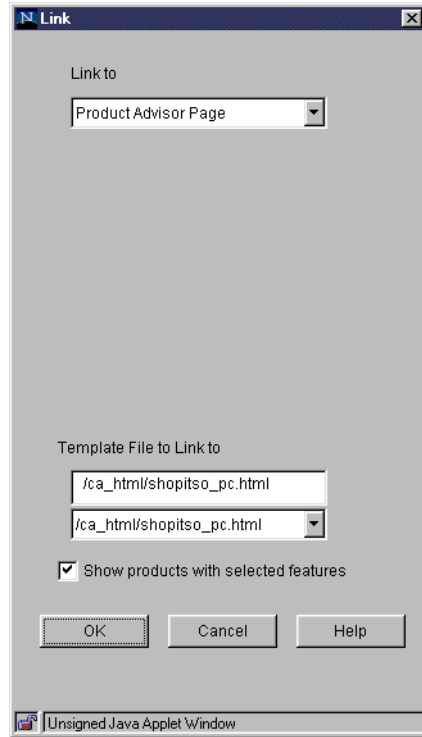 N Link
Link to
Product Advisor Page
Template File to Link to
/ca_html/shopitso_pc.html
/ca_html/shopitso_pc.html
Show products with selected features
OK Cancel Help
Unsigned Java Applet Window